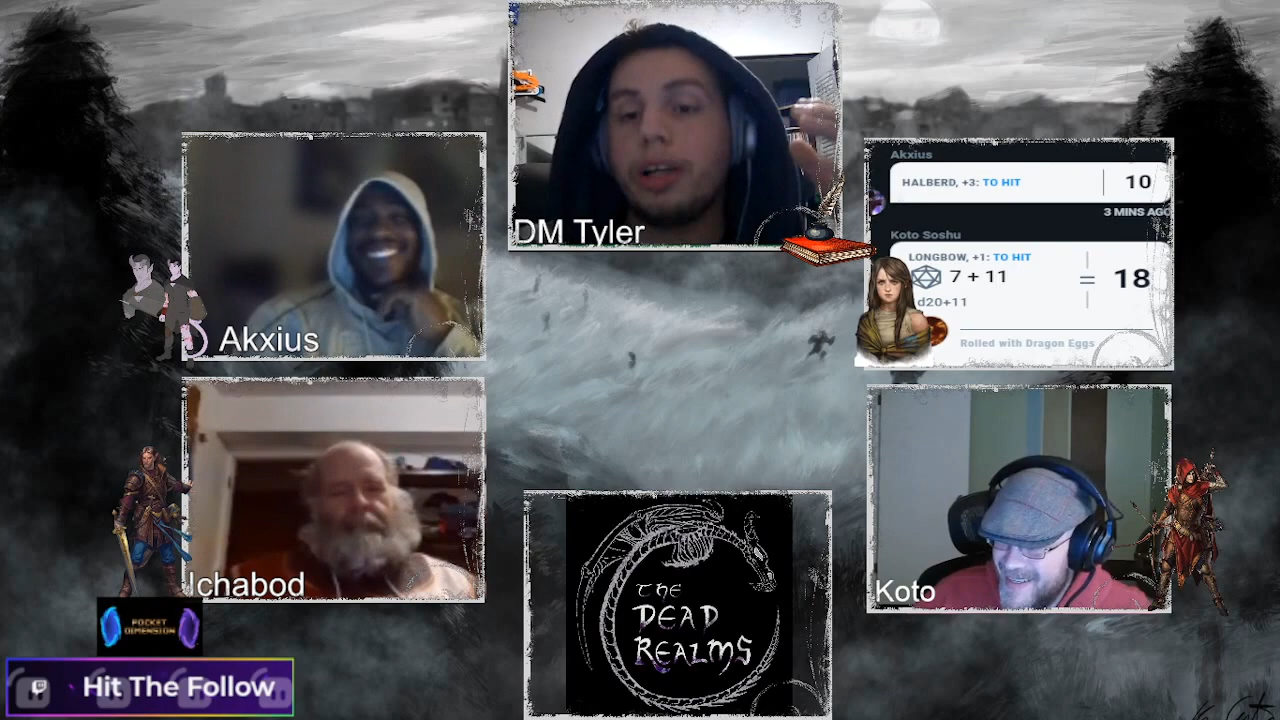 DM Tyler
Akxius
HALBERD, +3: TO HIT
10
3 MINS AGO
Koto Soshu
LONGBOW, +1: TO HIT
7 + 11
= 18
d20+11
Rolled with Dragon Eggs
Akxius
Ichabod
Koto
THE
DEAD
REALMS
POCKET
DIMENSION
Hit The Follow